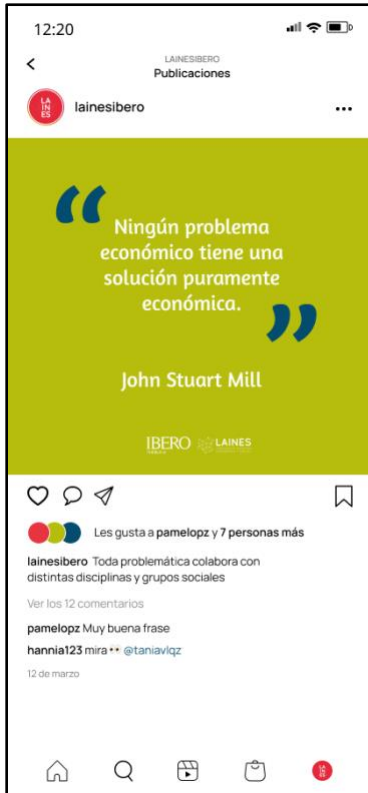 12:20
LAINESIBERO
Publicaciones
LAINES
lainesibero
“
Ningún problema
económico tiene una
solución puramente
económica.
”
John Stuart Mill
IBERO LAINES
Les gusta a pamelopz y 7 personas más
lainesibero Toda problemática colabora con
distintas disciplinas y grupos sociales
Ver los 12 comentarios
pamelopz Muy buena frase
hannia123 mira 👀 @taniavlqz
12 de marzo